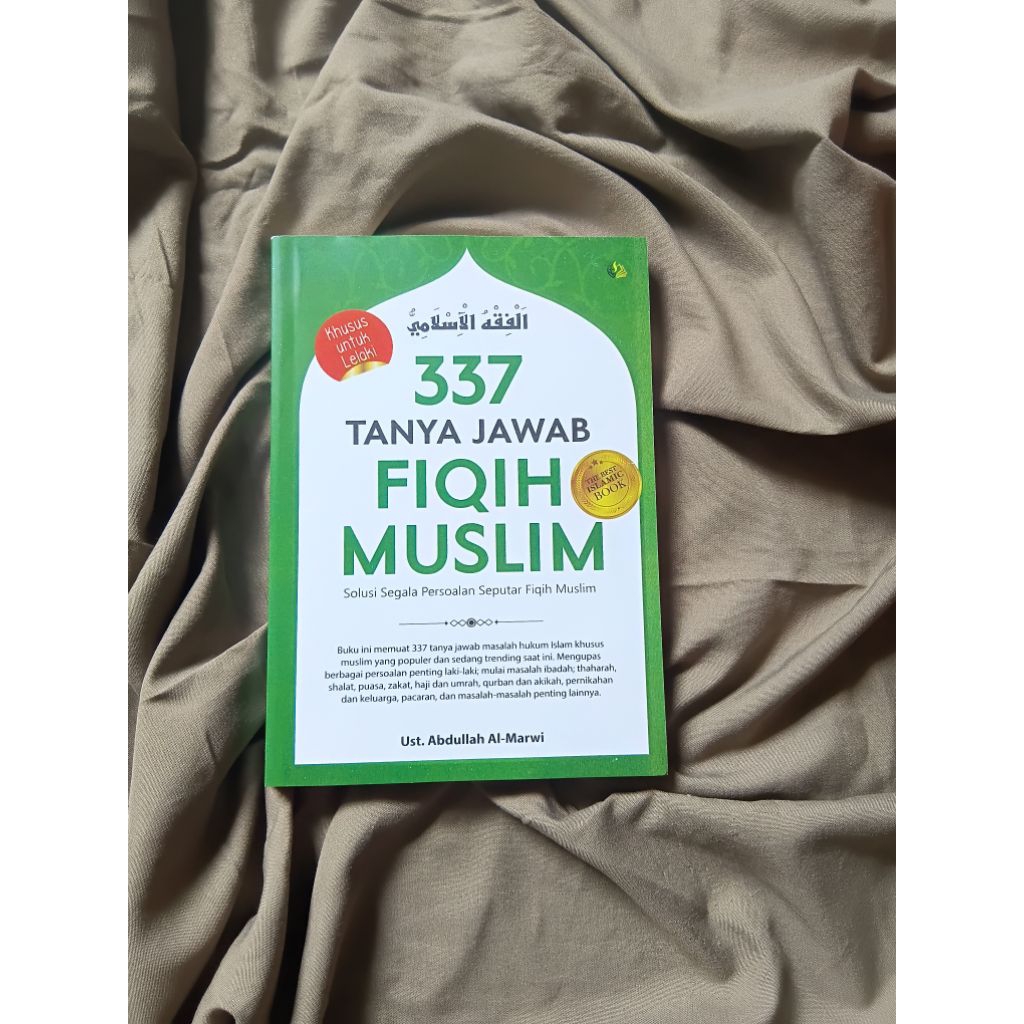 اَلْفِقْهُ الْإِسْلَامِيُّ
Khusus
untuk
Lelaki
337
TANYA JAWAB
FIQIH
MUSLIM
THE BEST
ISLAMIC
BOOK
Solusi Segala Persoalan Seputar Fiqih Muslim
Buku ini memuat 337 tanya jawab masalah hukum Islam khusus
muslim yang populer dan sedang trending saat ini. Mengupas
berbagai persoalan penting laki-laki; mulai masalah ibadah; thaharah,
shalat, puasa, zakat, haji dan umrah, qurban dan akikah, pernikahan
dan keluarga, pacaran, dan masalah-masalah penting lainnya.
Ust. Abdullah Al-Marwi